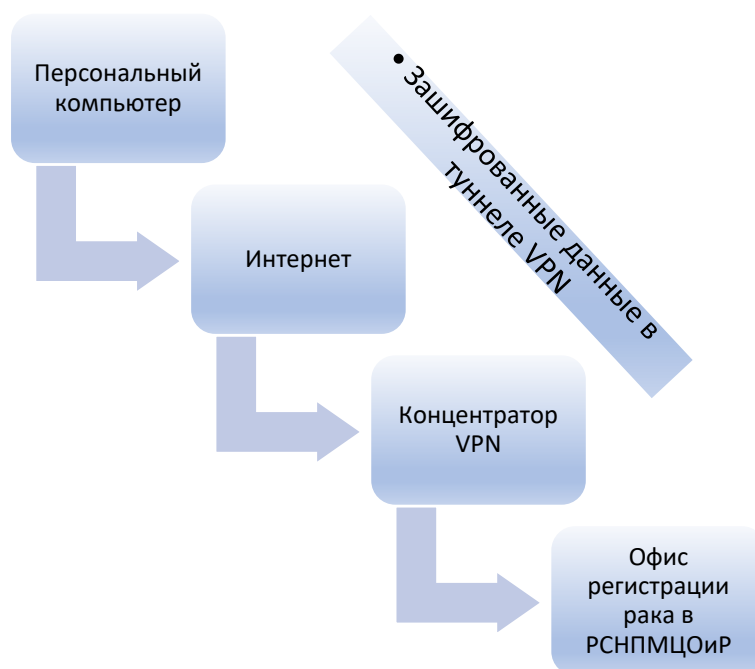 Персональный
компьютер
• Зашифрованные данные в
туннеле VPN
Интернет
Концентратор
VPN
Офис
регистрации
рака в
РСНПМЦОиР